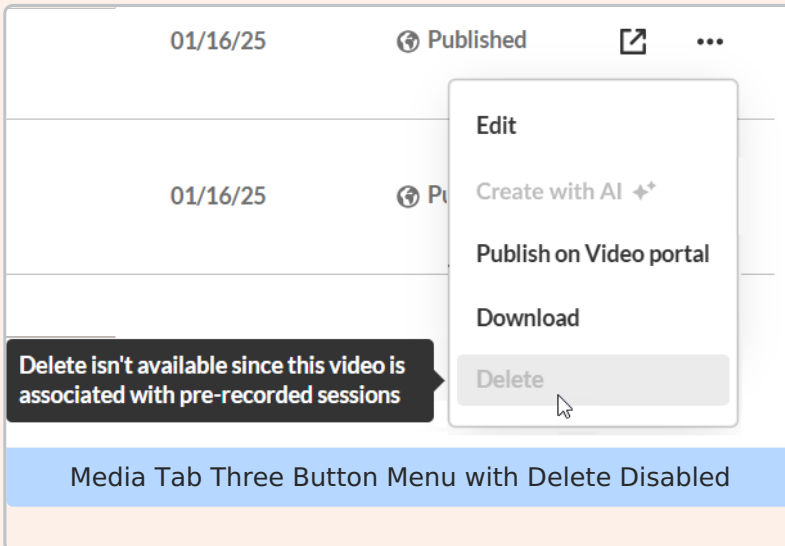 01/16/25 Published
Edit
Create with AI
01/16/25
Publish on Video portal
Download
Delete isn't available since this video is
associated with pre-recorded sessions
Delete
Media Tab Three Button Menu with Delete Disabled